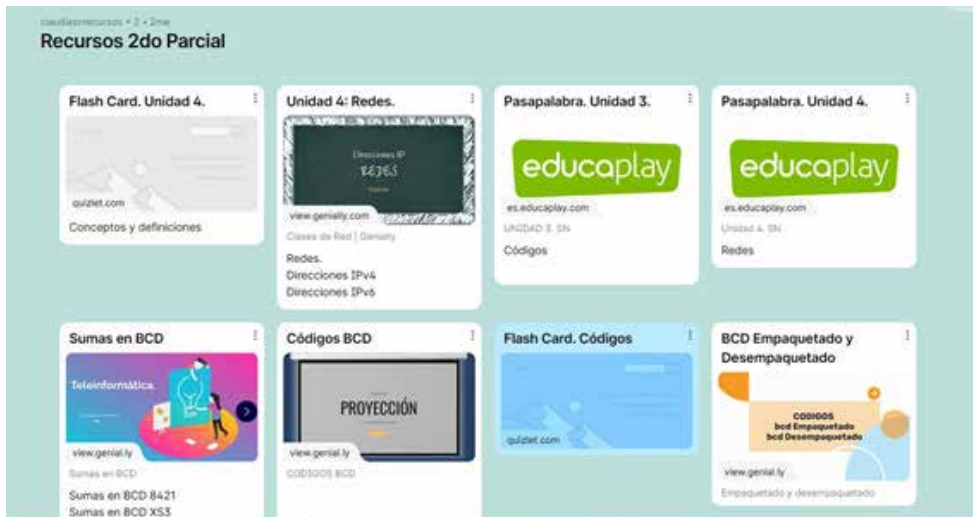 Recursos 2do Parcial
Flash Card. Unidad 4.
quizlet.com
Conceptos y definiciones
Unidad 4: Redes.
Direcciones IP
REDES
view.genially.com
Clases de Red | Genially
Redes.
Direcciones IPv4
Direcciones IPv6
Pasapalabra. Unidad 3.
educaplay
es.educaplay.com
UNIDAD 3. SN
Códigos
Pasapalabra. Unidad 4.
educaplay
es.educaplay.com
Unidad 4. SN
Redes
Sumas en BCD
Teleinformática.
view.genial.ly
Sumas en BCD
Sumas en BCD 8421
Sumas en BCD XS3
Códigos BCD
PROYECCIÓN
view.genial.ly
CODIGOS BCD
Flash Card. Códigos
quizlet.com
BCD Empaquetado y
Desempaquetado
CODIGOS
bcd Empaquetado
bcd Desempaquetado
view.genial.ly
Empaquetado y desempaquetado